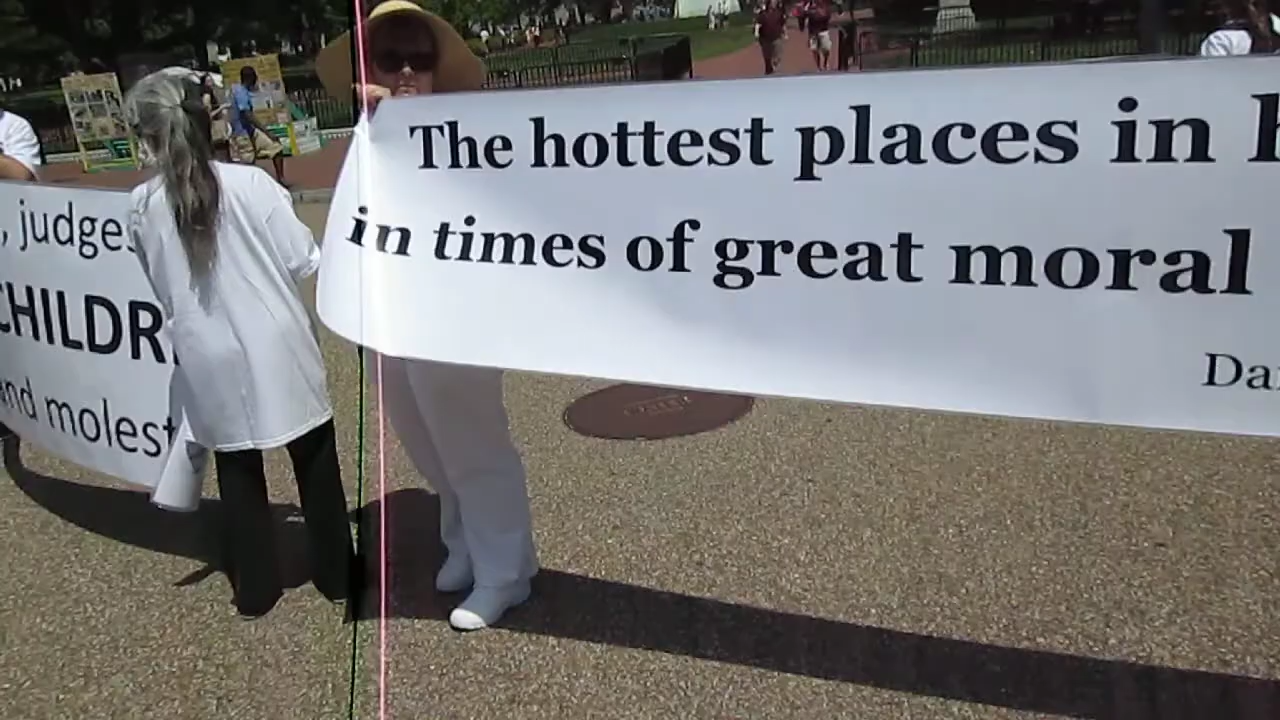 , judges
CHILDR
and molest
The hottest places in
in times of great moral
Da